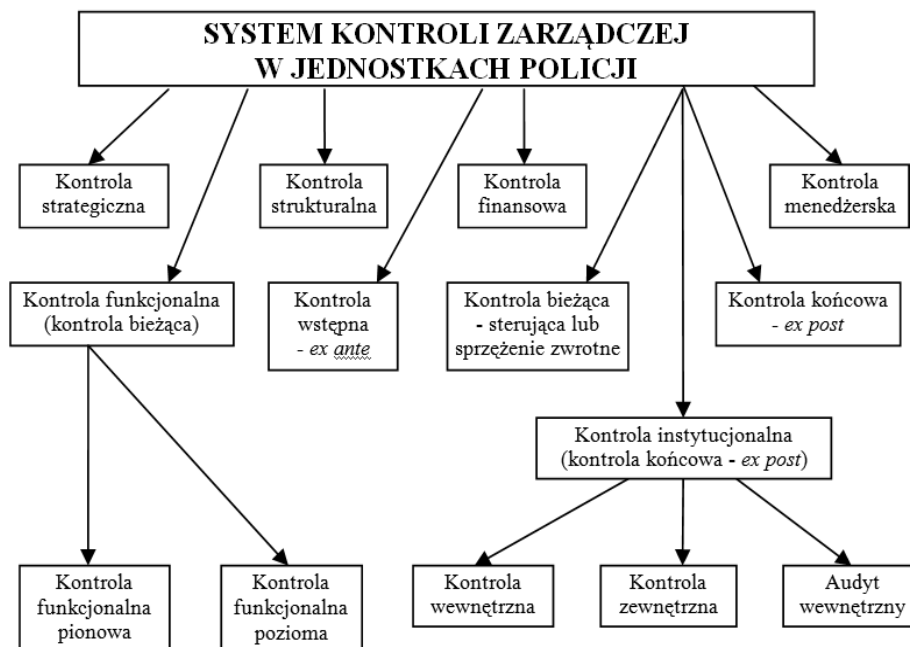 SYSTEM KONTROLI ZARZĄDCZEJ
W JEDNOSTKACH POLICJI
Kontrola
strategiczna
Kontrola
strukturalna
Kontrola
finansowa
Kontrola
menedżerska
Kontrola funkcjonalna
(kontrola bieżąca)
Kontrola
wstępna
- ex ante
Kontrola bieżąca
- sterująca lub
sprzężenie zwrotne
Kontrola końcowa
- ex post
Kontrola instytucjonalna
(kontrola końcowa - ex post)
Kontrola
funkcjonalna
pionowa
Kontrola
funkcjonalna
pozioma
Kontrola
wewnętrzna
Kontrola
zewnętrzna
Audyt
wewnętrzny